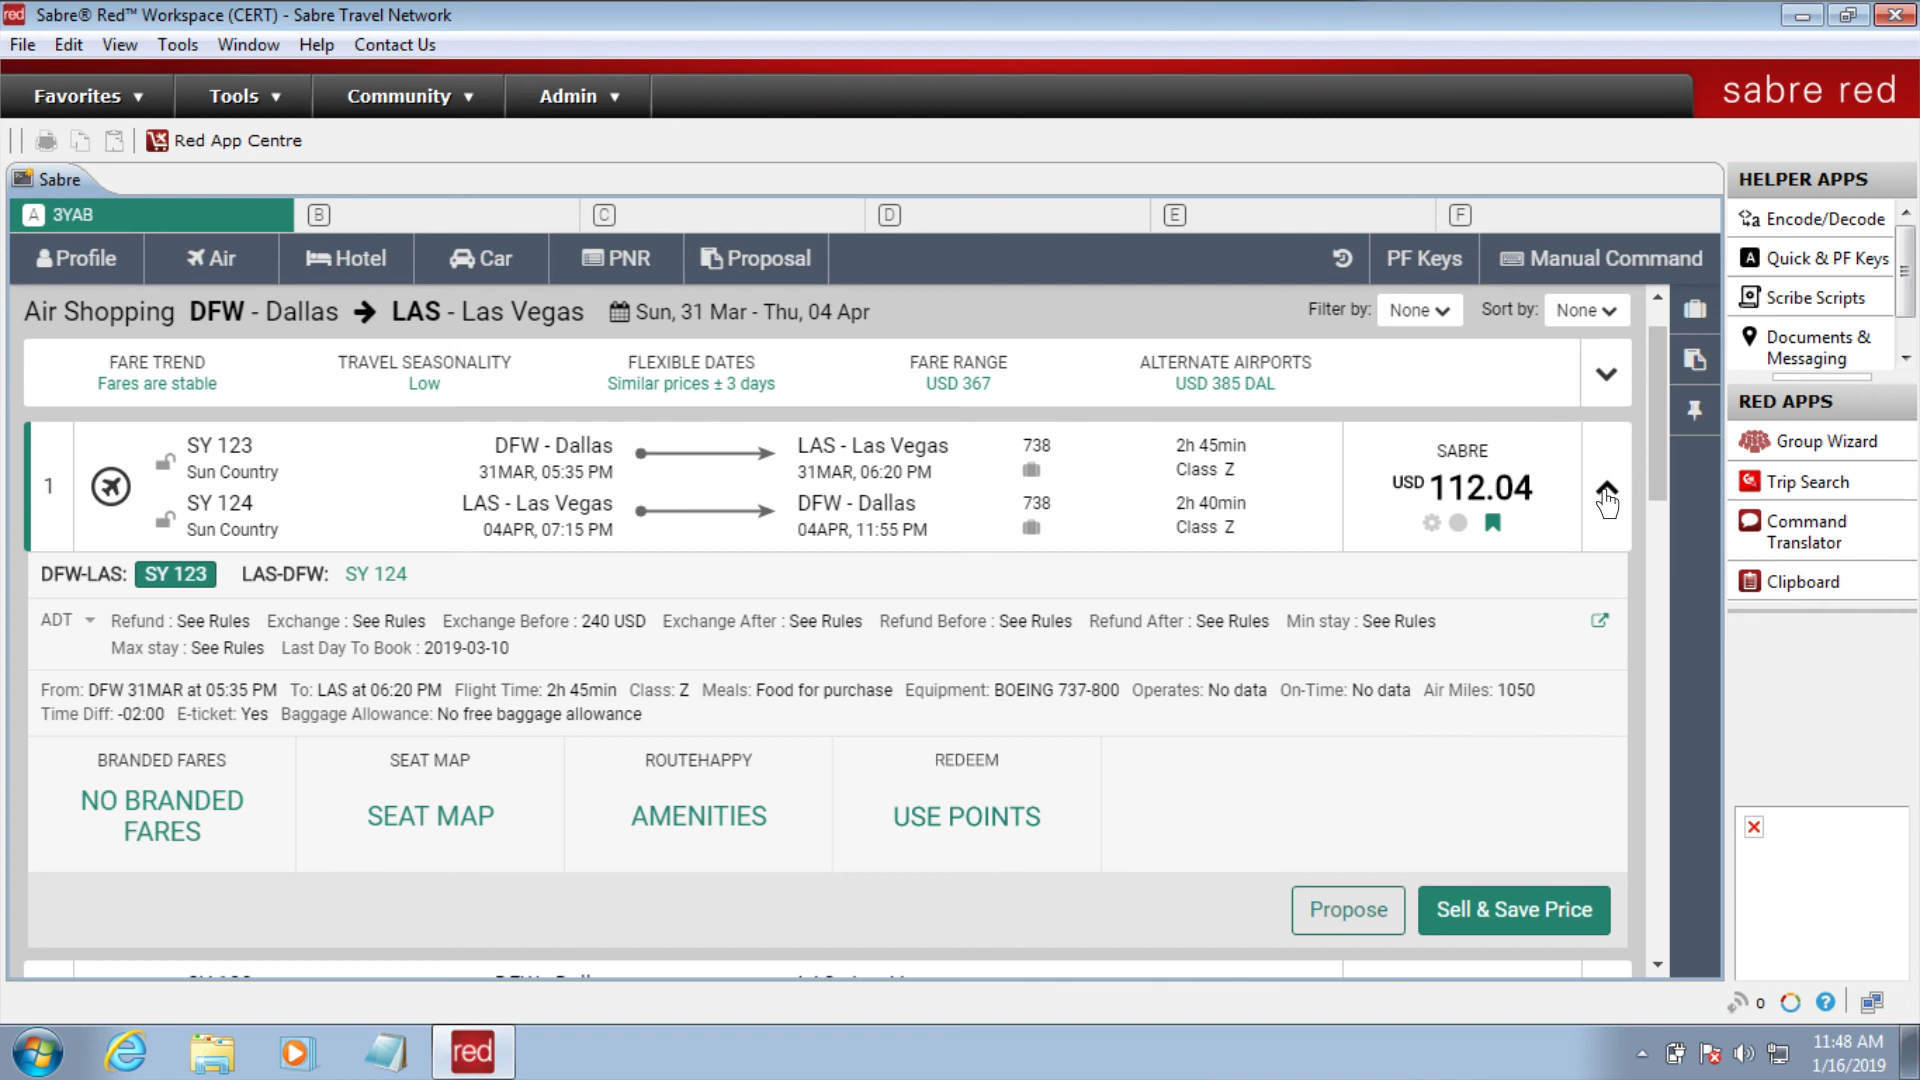 red Sabre® Red™ Workspace (CERT) - Sabre Travel Network
File Edit View Tools Window Help Contact Us
Favorites ▼ Tools ▼ Community ▼ Admin ▼
sabre red
Red App Centre
Sabre
A 3YAB B C D E F
Profile Air Hotel Car PNR Proposal PF Keys Manual Command
Air Shopping DFW - Dallas → LAS - Las Vegas Sun, 31 Mar - Thu, 04 Apr Filter by: None Sort by: None
FARE TREND TRAVEL SEASONALITY FLEXIBLE DATES FARE RANGE ALTERNATE AIRPORTS
Fares are stable Low Similar prices ± 3 days USD 367 USD 385 DAL
SY 123 DFW - Dallas LAS - Las Vegas 738 2h 45min SABRE
Sun Country 31MAR, 05:35 PM 31MAR, 06:20 PM Class Z
1 USD 112.04
SY 124 LAS - Las Vegas DFW - Dallas 738 2h 40min
Sun Country 04APR, 07:15 PM 04APR, 11:55 PM Class Z
DFW-LAS: SY 123 LAS-DFW: SY 124
ADT Refund : See Rules Exchange : See Rules Exchange Before : 240 USD Exchange After : See Rules Refund Before : See Rules Refund After : See Rules Min stay : See Rules
Max stay : See Rules Last Day To Book : 2019-03-10
From: DFW 31MAR at 05:35 PM To: LAS at 06:20 PM Flight Time: 2h 45min Class: Z Meals: Food for purchase Equipment: BOEING 737-800 Operates: No data On-Time: No data Air Miles: 1050
Time Diff: -02:00 E-ticket: Yes Baggage Allowance: No free baggage allowance
BRANDED FARES SEAT MAP ROUTEHAPPY REDEEM
NO BRANDED
FARES
SEAT MAP
AMENITIES
USE POINTS
Propose Sell & Save Price
HELPER APPS
Encode/Decode
A Quick & PF Keys
Scribe Scripts
Documents &
Messaging
RED APPS
Group Wizard
Trip Search
Command
Translator
Clipboard
0 ?
red
11:48 AM
1/16/2019